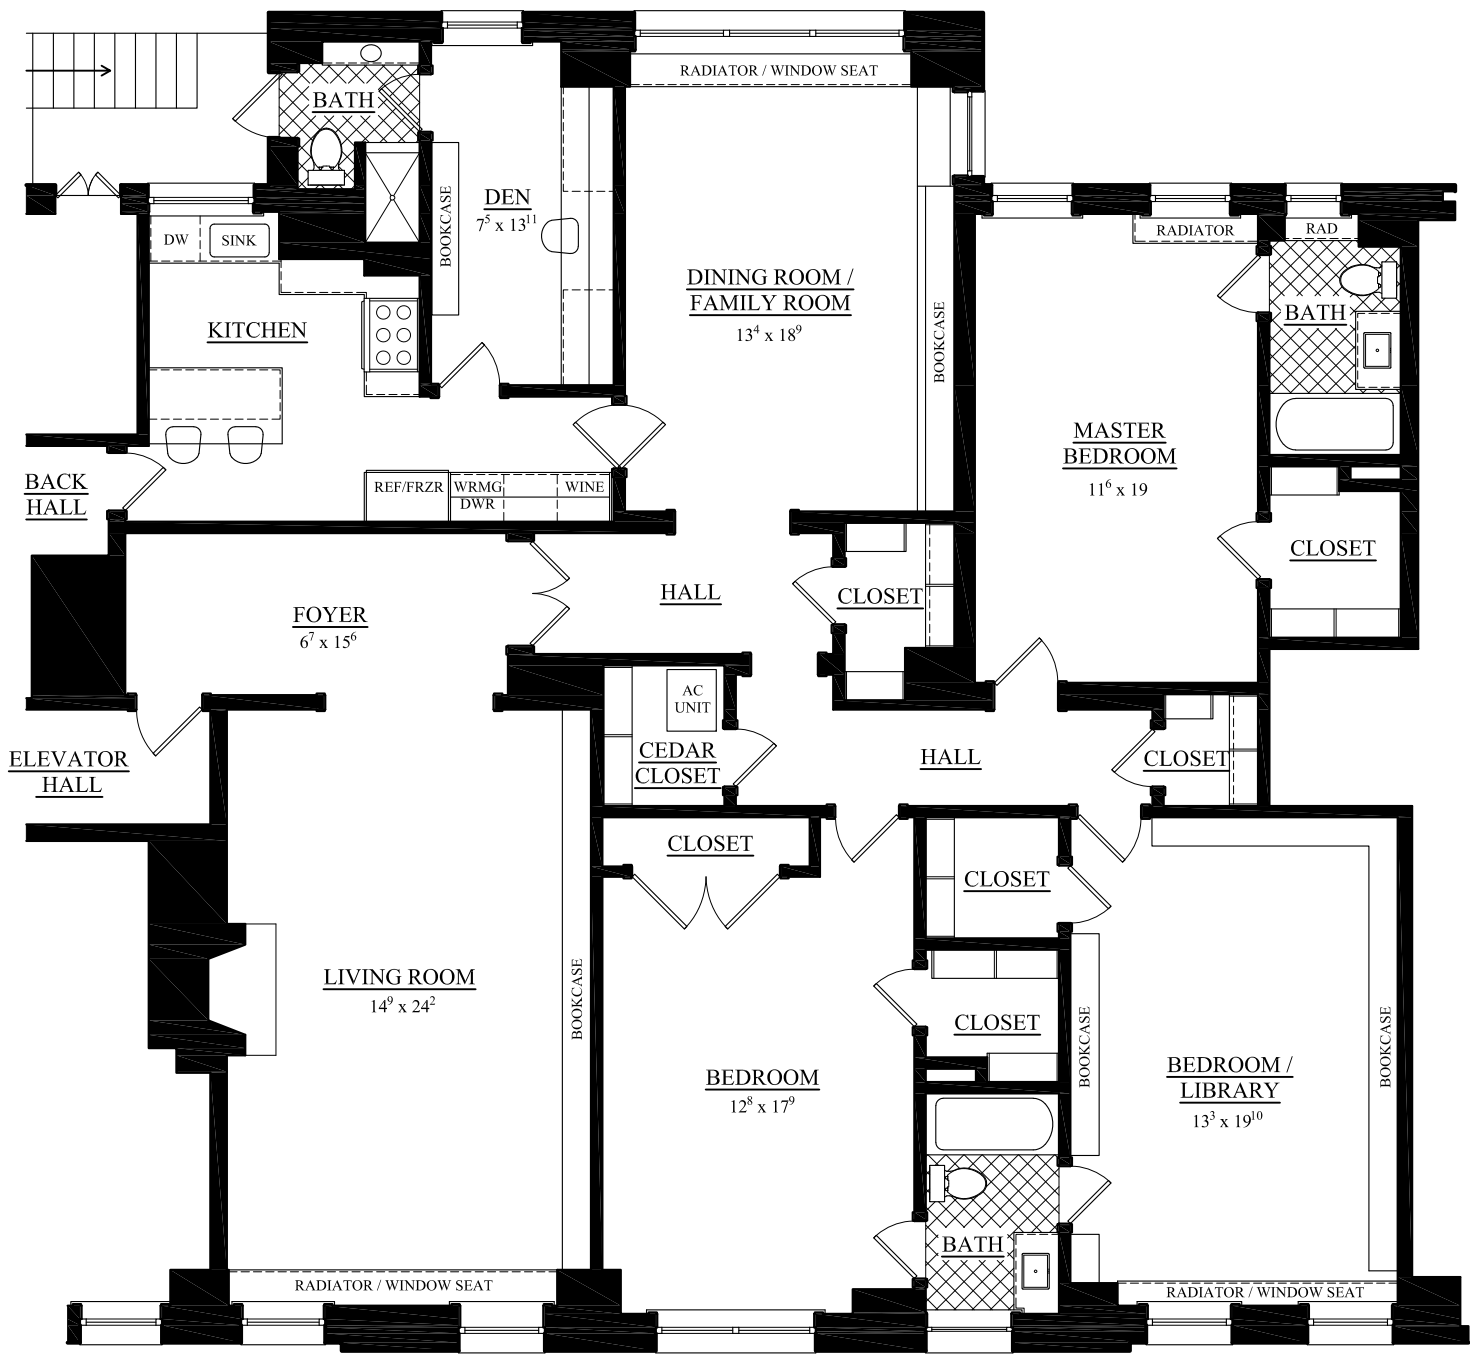 RADIATOR / WINDOW SEAT
BATH
DEN
7⁵ x 13¹¹
BOOKCASE
DW
SINK
RADIATOR
RAD
DINING ROOM /
FAMILY ROOM
13⁴ x 18⁹
BOOKCASE
BATH
KITCHEN
MASTER
BEDROOM
11⁶ x 19
BACK
HALL
REF/FRZR
WRMG
DWR
WINE
CLOSET
HALL
CLOSET
FOYER
6⁷ x 15⁶
AC
UNIT
ELEVATOR
HALL
CEDAR
CLOSET
HALL
CLOSET
CLOSET
CLOSET
LIVING ROOM
14⁹ x 24²
BOOKCASE
CLOSET
BOOKCASE
BEDROOM
12⁸ x 17⁹
BEDROOM /
LIBRARY
13³ x 19¹⁰
BOOKCASE
BATH
RADIATOR / WINDOW SEAT
RADIATOR / WINDOW SEAT